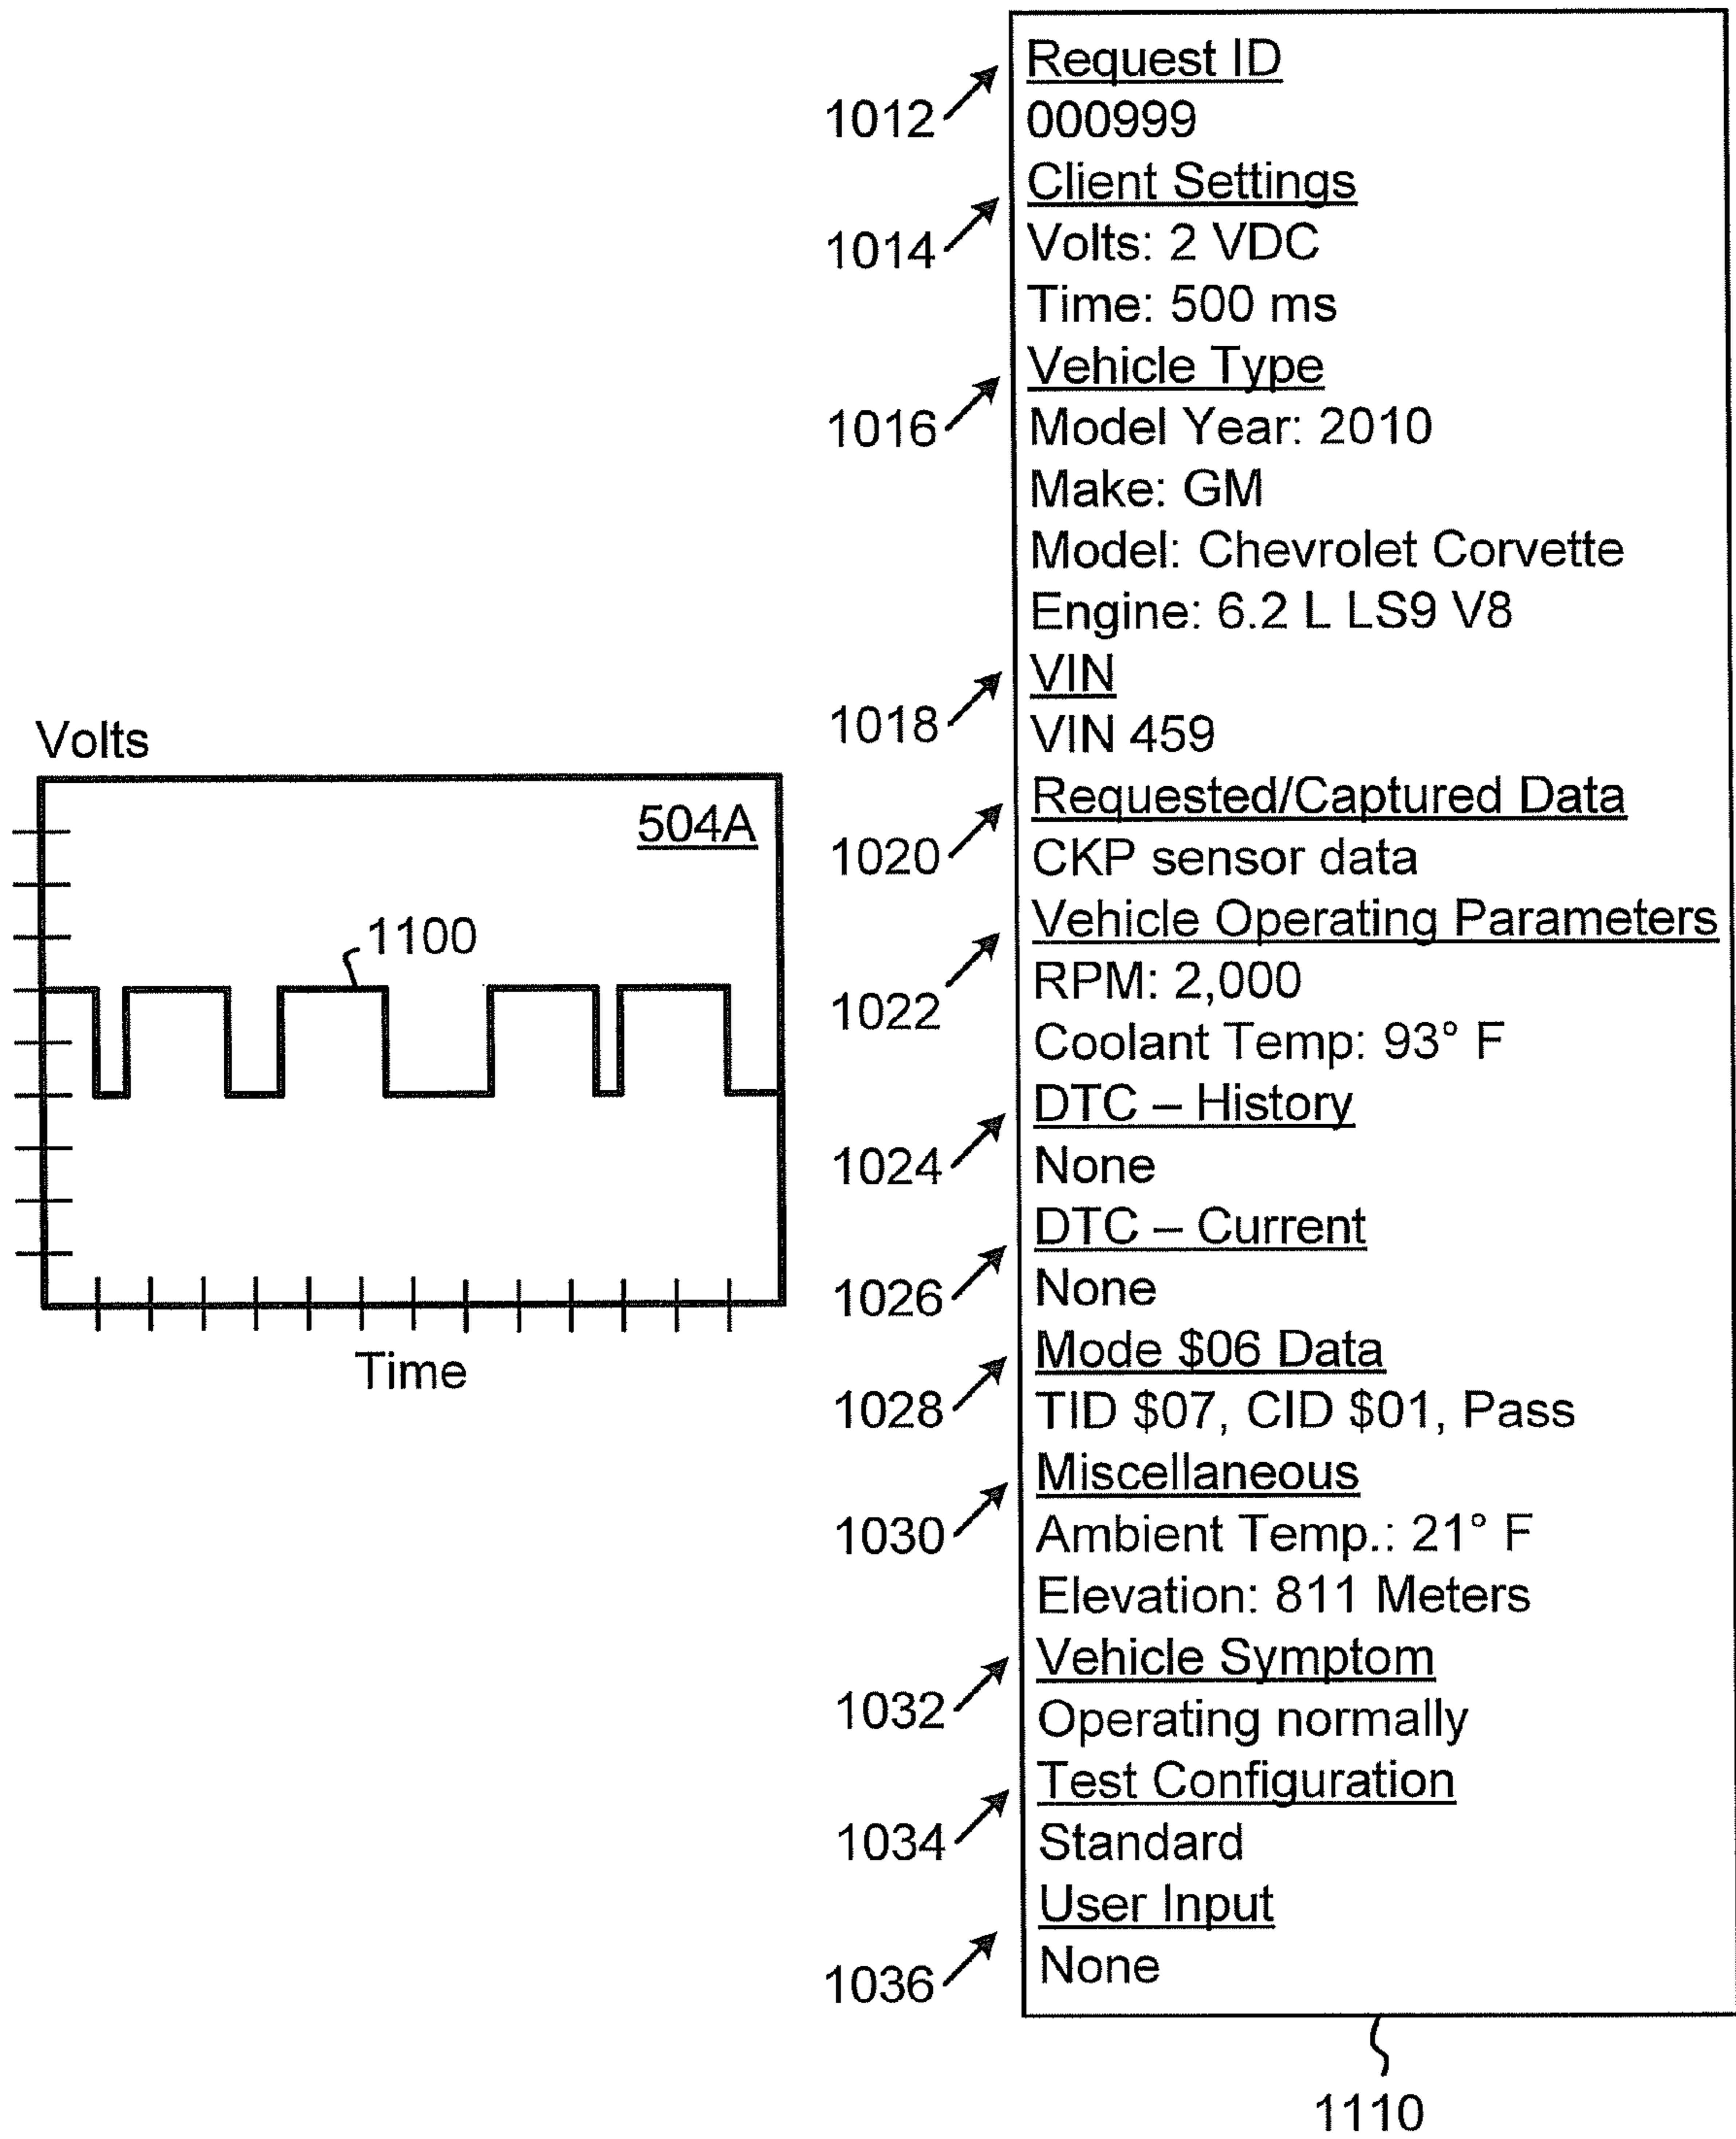 Volts
504A
1100
Time
1012
Request ID
000999
1014
Client Settings
Volts: 2 VDC
Time: 500 ms
1016
Vehicle Type
Model Year: 2010
Make: GM
Model: Chevrolet Corvette
Engine: 6.2 L LS9 V8
1018
VIN
VIN 459
1020
Requested/Captured Data
CKP sensor data
1022
Vehicle Operating Parameters
RPM: 2,000
Coolant Temp: 93° F
1024
DTC – History
None
1026
DTC – Current
None
1028
Mode $06 Data
TID $07, CID $01, Pass
1030
Miscellaneous
Ambient Temp.: 21° F
Elevation: 811 Meters
1032
Vehicle Symptom
Operating normally
1034
Test Configuration
Standard
1036
User Input
None
1110